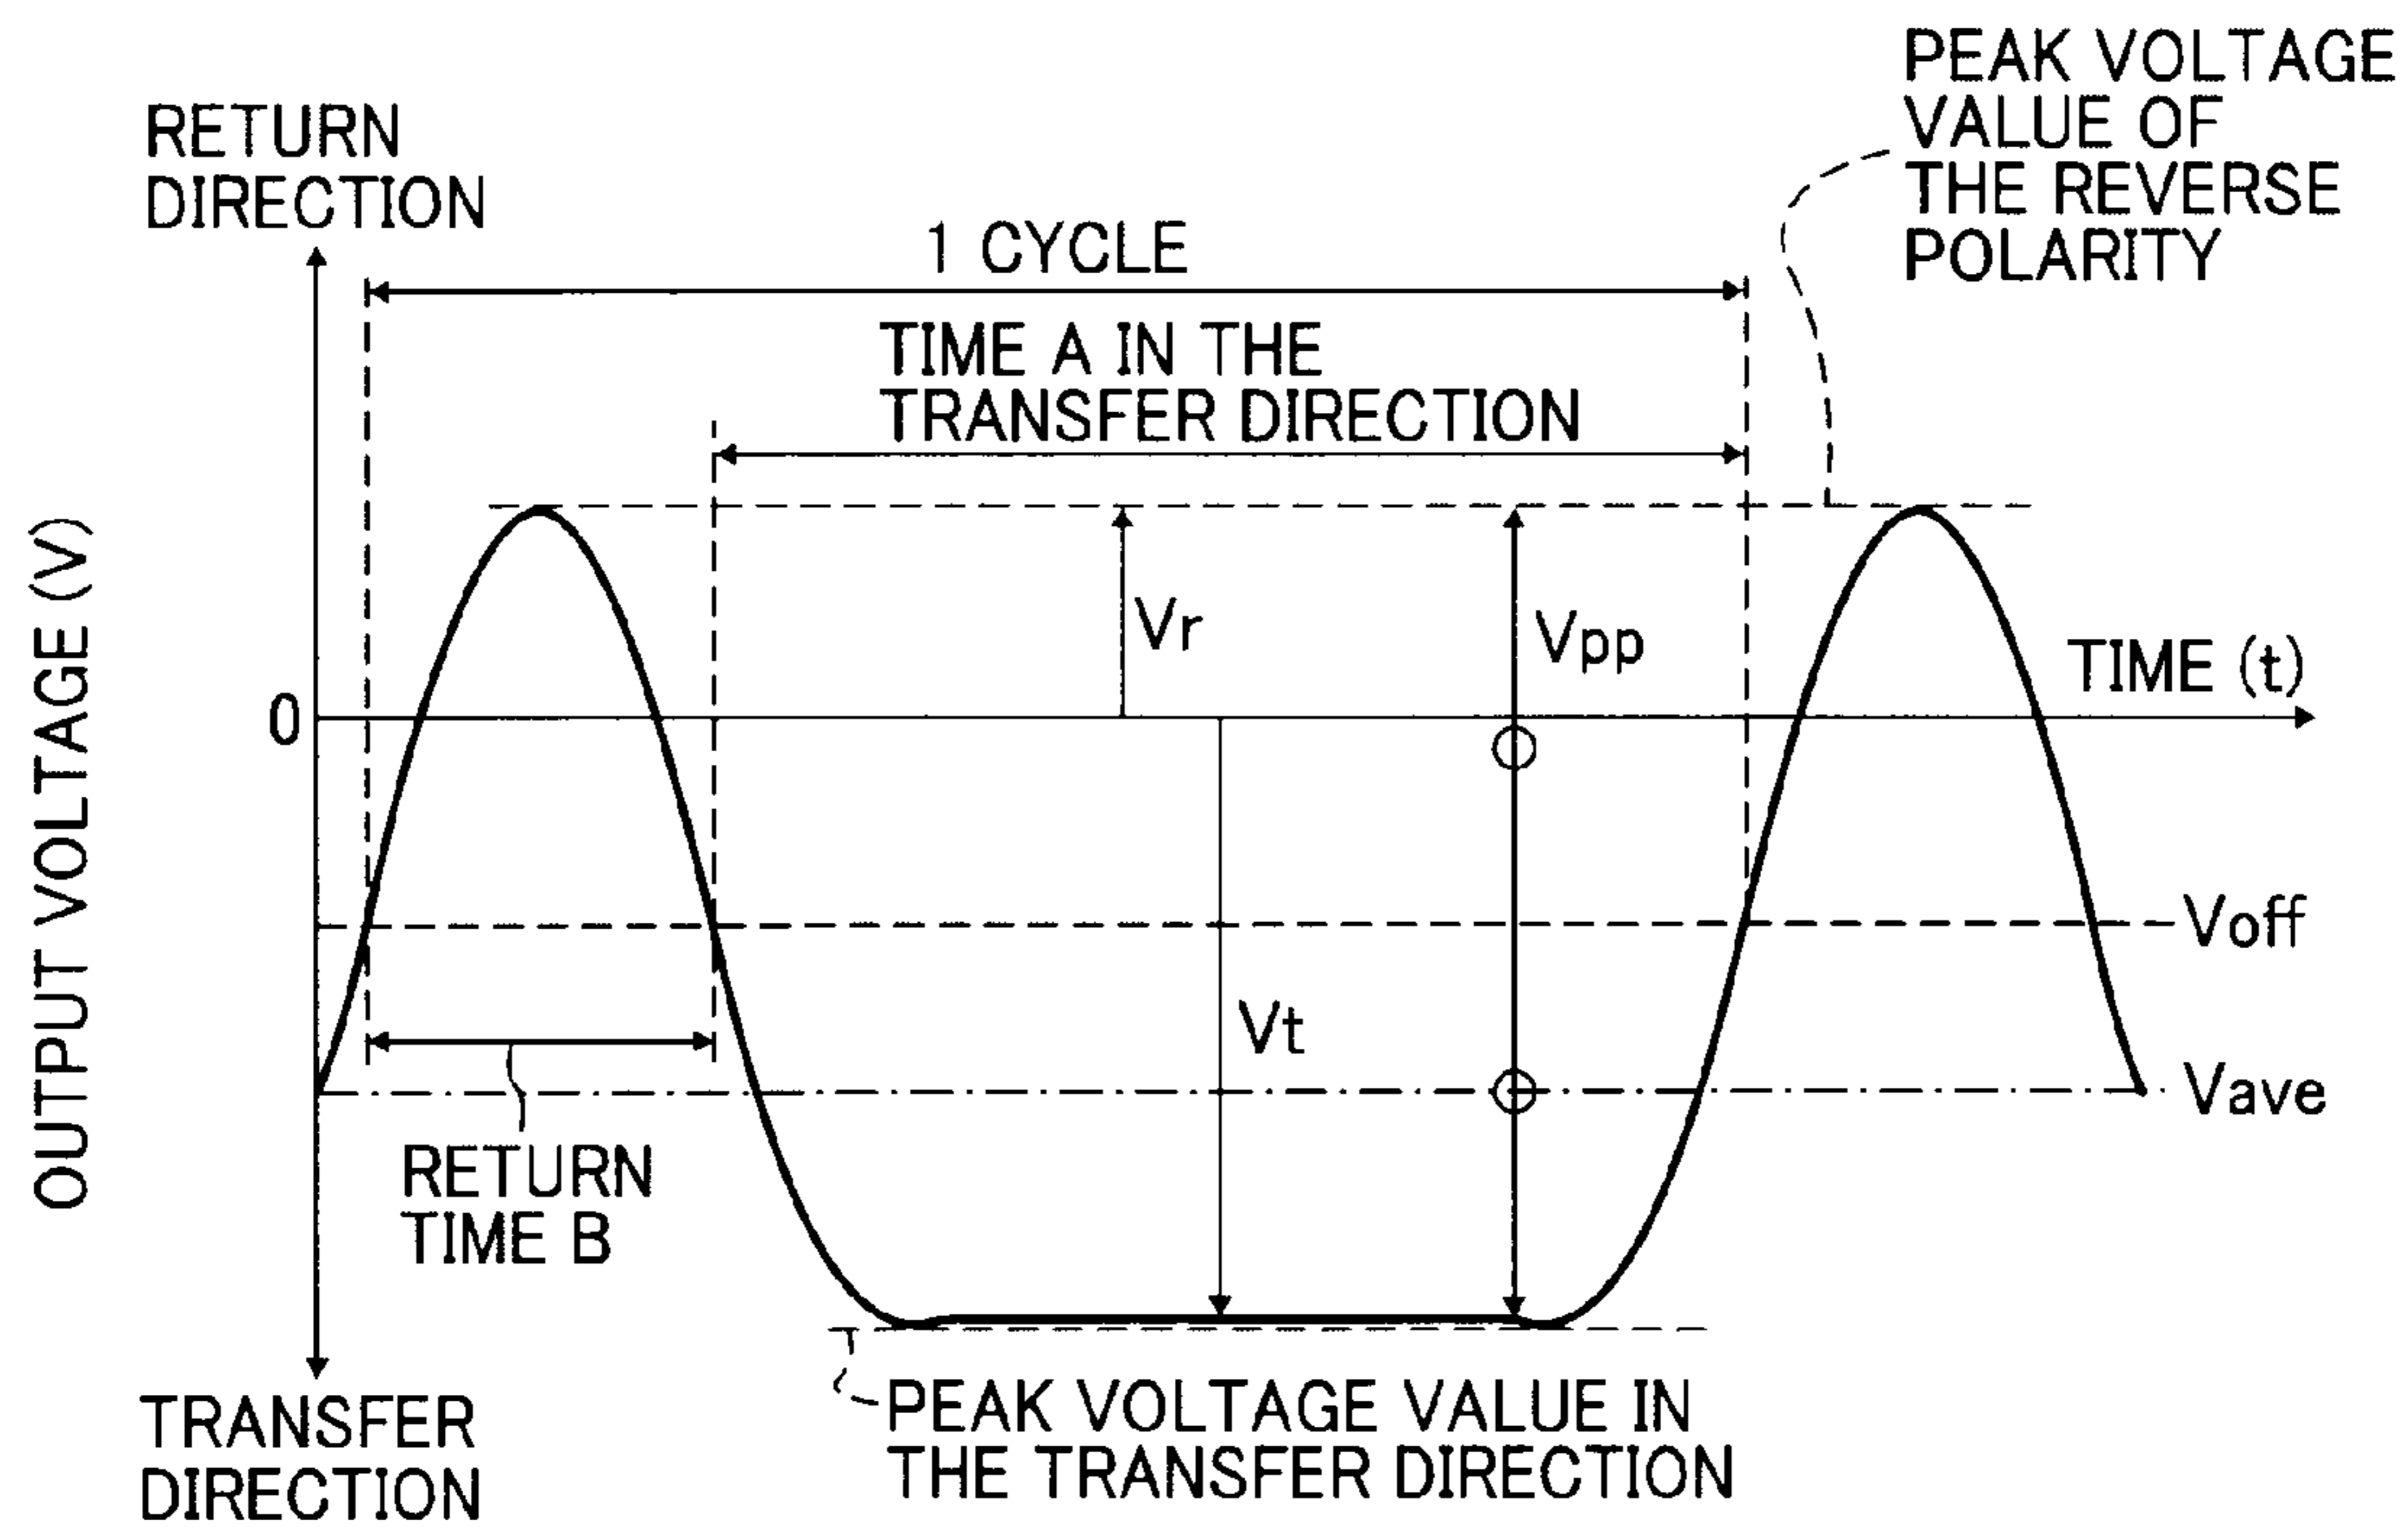 PEAK VOLTAGE
VALUE OF
THE REVERSE
POLARITY
RETURN
DIRECTION
1 CYCLE
TIME A IN THE
TRANSFER DIRECTION
OUTPUT VOLTAGE (V)
Vr
Vpp
TIME (t)
0
Voff
Vt
Vave
RETURN
TIME B
TRANSFER
DIRECTION
PEAK VOLTAGE VALUE IN
THE TRANSFER DIRECTION